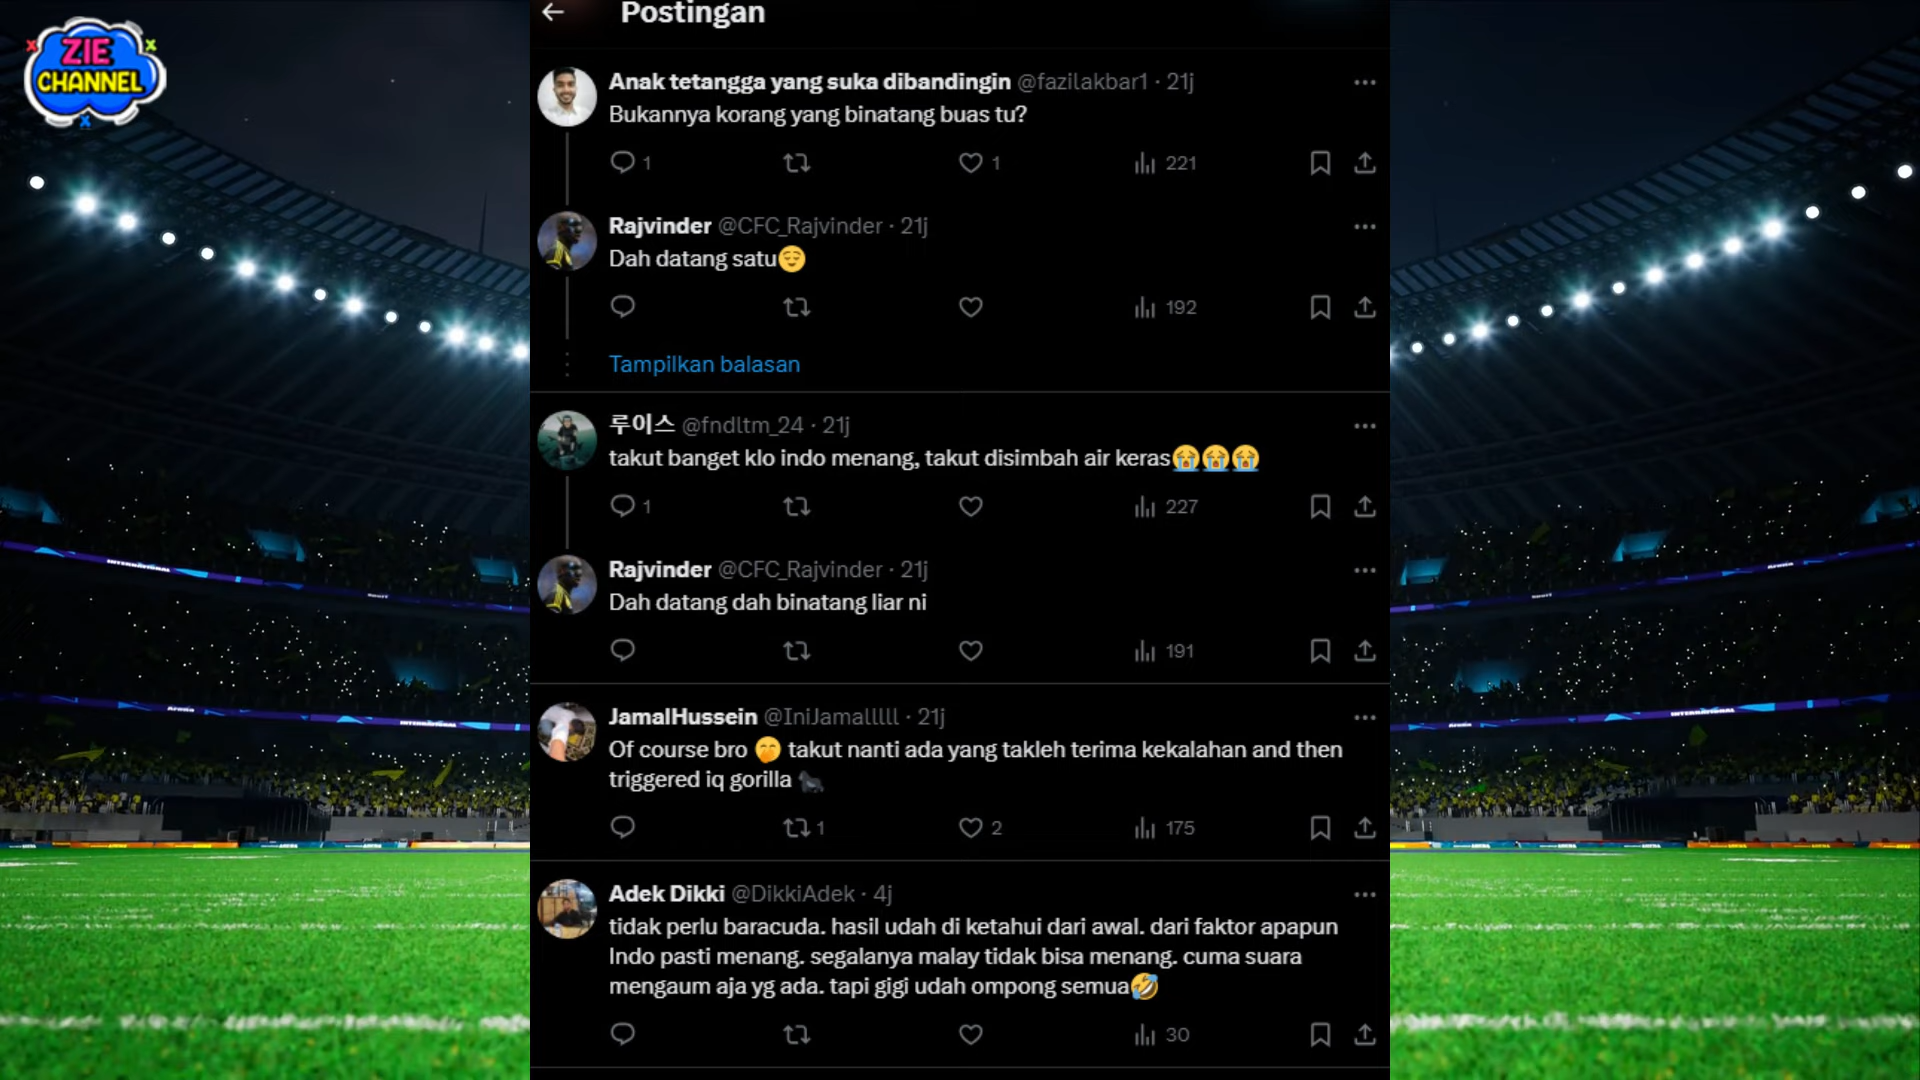 ZIE
CHANNEL
Postingan
Anak tetangga yang suka dibandingin @fazilakbar1 · 21j
Bukannya korang yang binatang buas tu?
1 1 221
Rajvinder @CFC_Rajvinder · 21j
Dah datang satu😌
192
Tampilkan balasan
루이스 @fndltm_24 · 21j
takut banget klo indo menang, takut disimbah air keras😭😭😭
1 227
Rajvinder @CFC_Rajvinder · 21j
Dah datang dah binatang liar ni
191
JamalHussein @IniJamalllll · 21j
Of course bro 🤭 takut nanti ada yang takleh terima kekalahan and then
triggered iq gorilla 🦍
1 2 175
Adek Dikki @DikkiAdek · 4j
tidak perlu baracuda. hasil udah di ketahui dari awal. dari faktor apapun
Indo pasti menang. segalanya malay tidak bisa menang. cuma suara
mengaum aja yg ada. tapi gigi udah ompong semua🤣
30
INTERNATIONAL
INTERNATIONAL
INTERNATIONAL